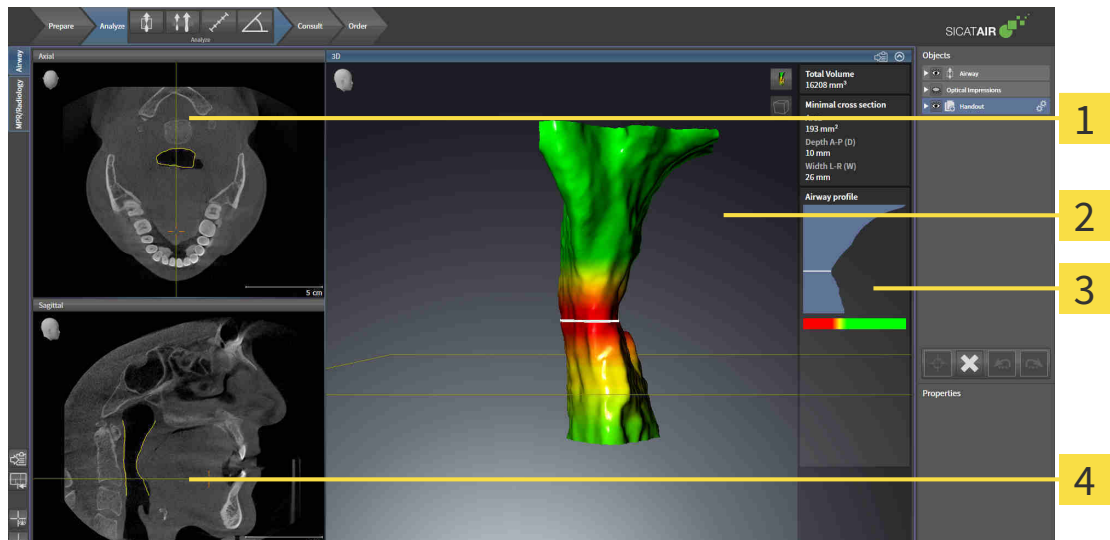 Prepare
Analyze
Analyze
Consult
Order
SICATAIR
Airway
MPR/Radiology
Axial
5 cm
Sagittal
3D
Total Volume
16208 mm³
Minimal cross section
193 mm²
Depth A-P (D)
10 mm
Width L-R (W)
26 mm
Airway profile
Objects
Airway
Optical Impressions
Handout
Properties
1
2
3
4